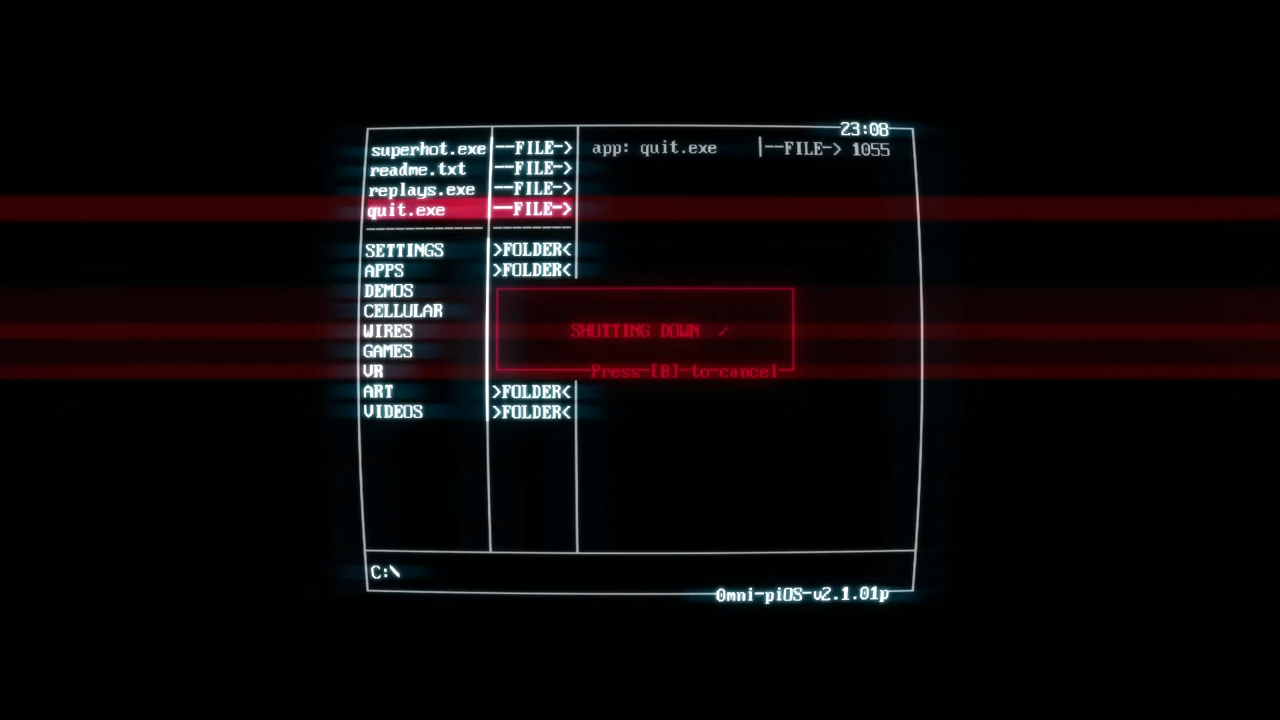 23:08
superhot.exe |--FILE-> app: quit.exe |--FILE-> 1055
readme.txt |--FILE->
replays.exe |--FILE->
quit.exe |--FILE->
SETTINGS >FOLDER<
APPS >FOLDER<
DEMOS
CELLULAR
WIRES
GAMES
VR
SHUTTING DOWN /
Press-[B]-to-cancel
ART >FOLDER<
VIDEOS >FOLDER<
C:\
0mni-piOS-v2.1.01p